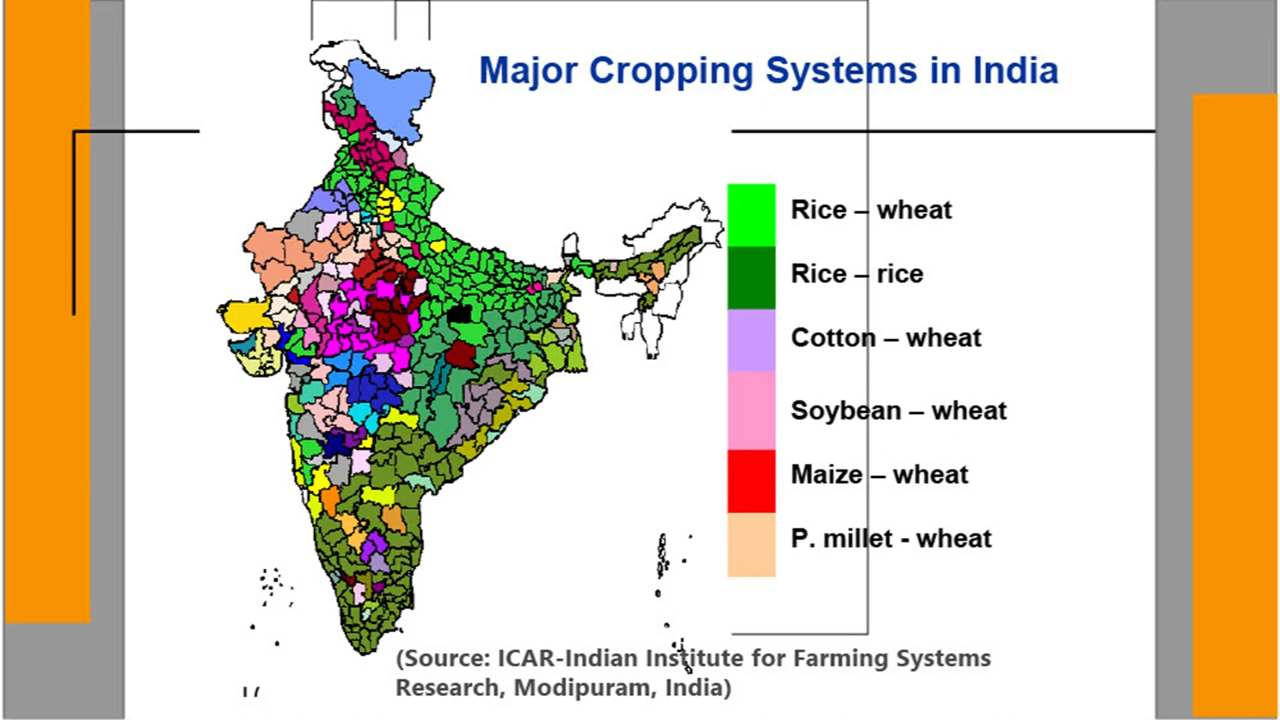 Major Cropping Systems in India
Rice – wheat
Rice – rice
Cotton – wheat
Soybean – wheat
Maize – wheat
P. millet - wheat
(Source: ICAR-Indian Institute for Farming Systems
Research, Modipuram, India)